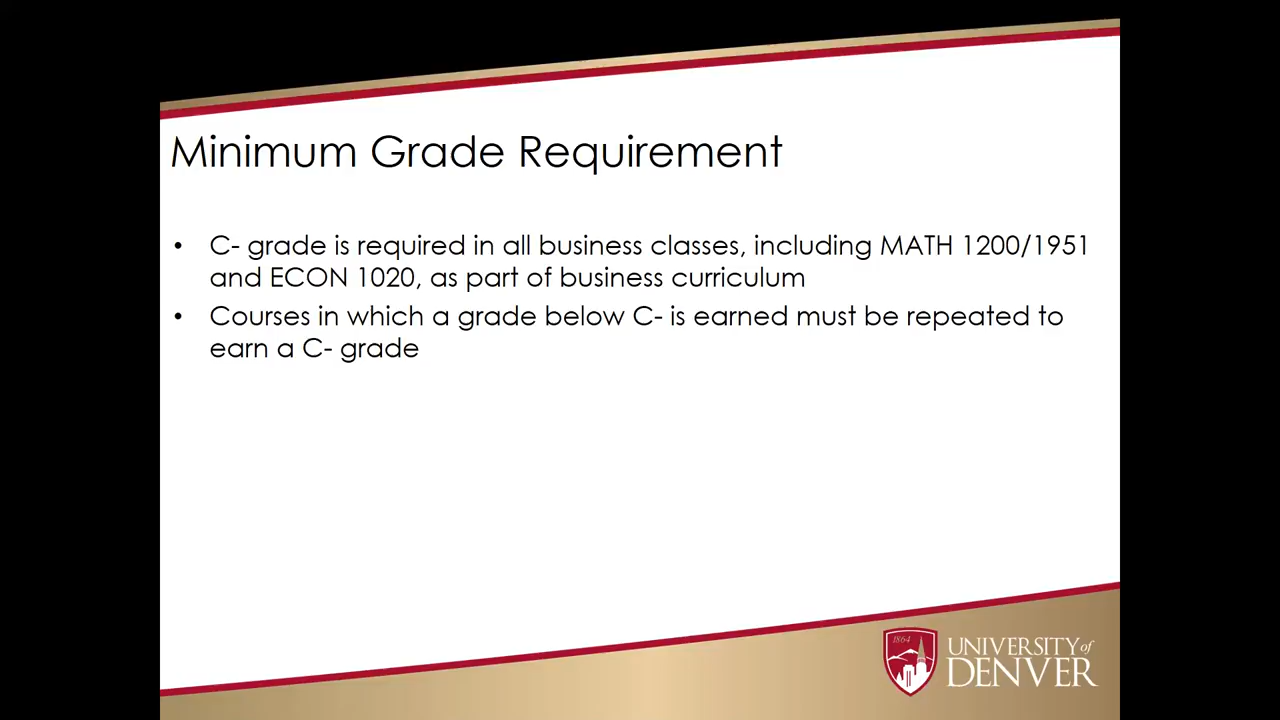 Minimum Grade Requirement
• C- grade is required in all business classes, including MATH 1200/1951
and ECON 1020, as part of business curriculum
• Courses in which a grade below C- is earned must be repeated to
earn a C- grade
1864
UNIVERSITY of
DENVER